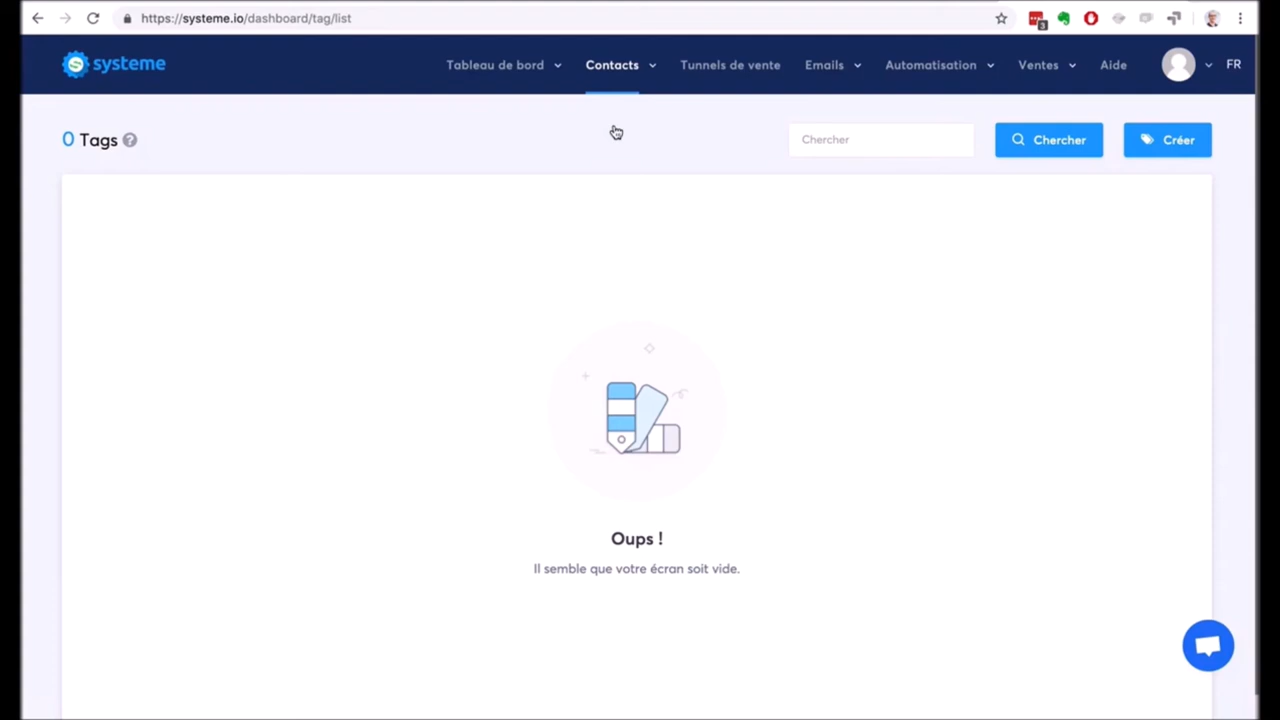 https://systeme.io/dashboard/tag/list
3
systeme
Tableau de bord
Contacts
Tunnels de vente
Emails
Automatisation
Ventes
Aide
FR
0 Tags ?
Chercher
Chercher
Créer
Oups !
Il semble que votre écran soit vide.